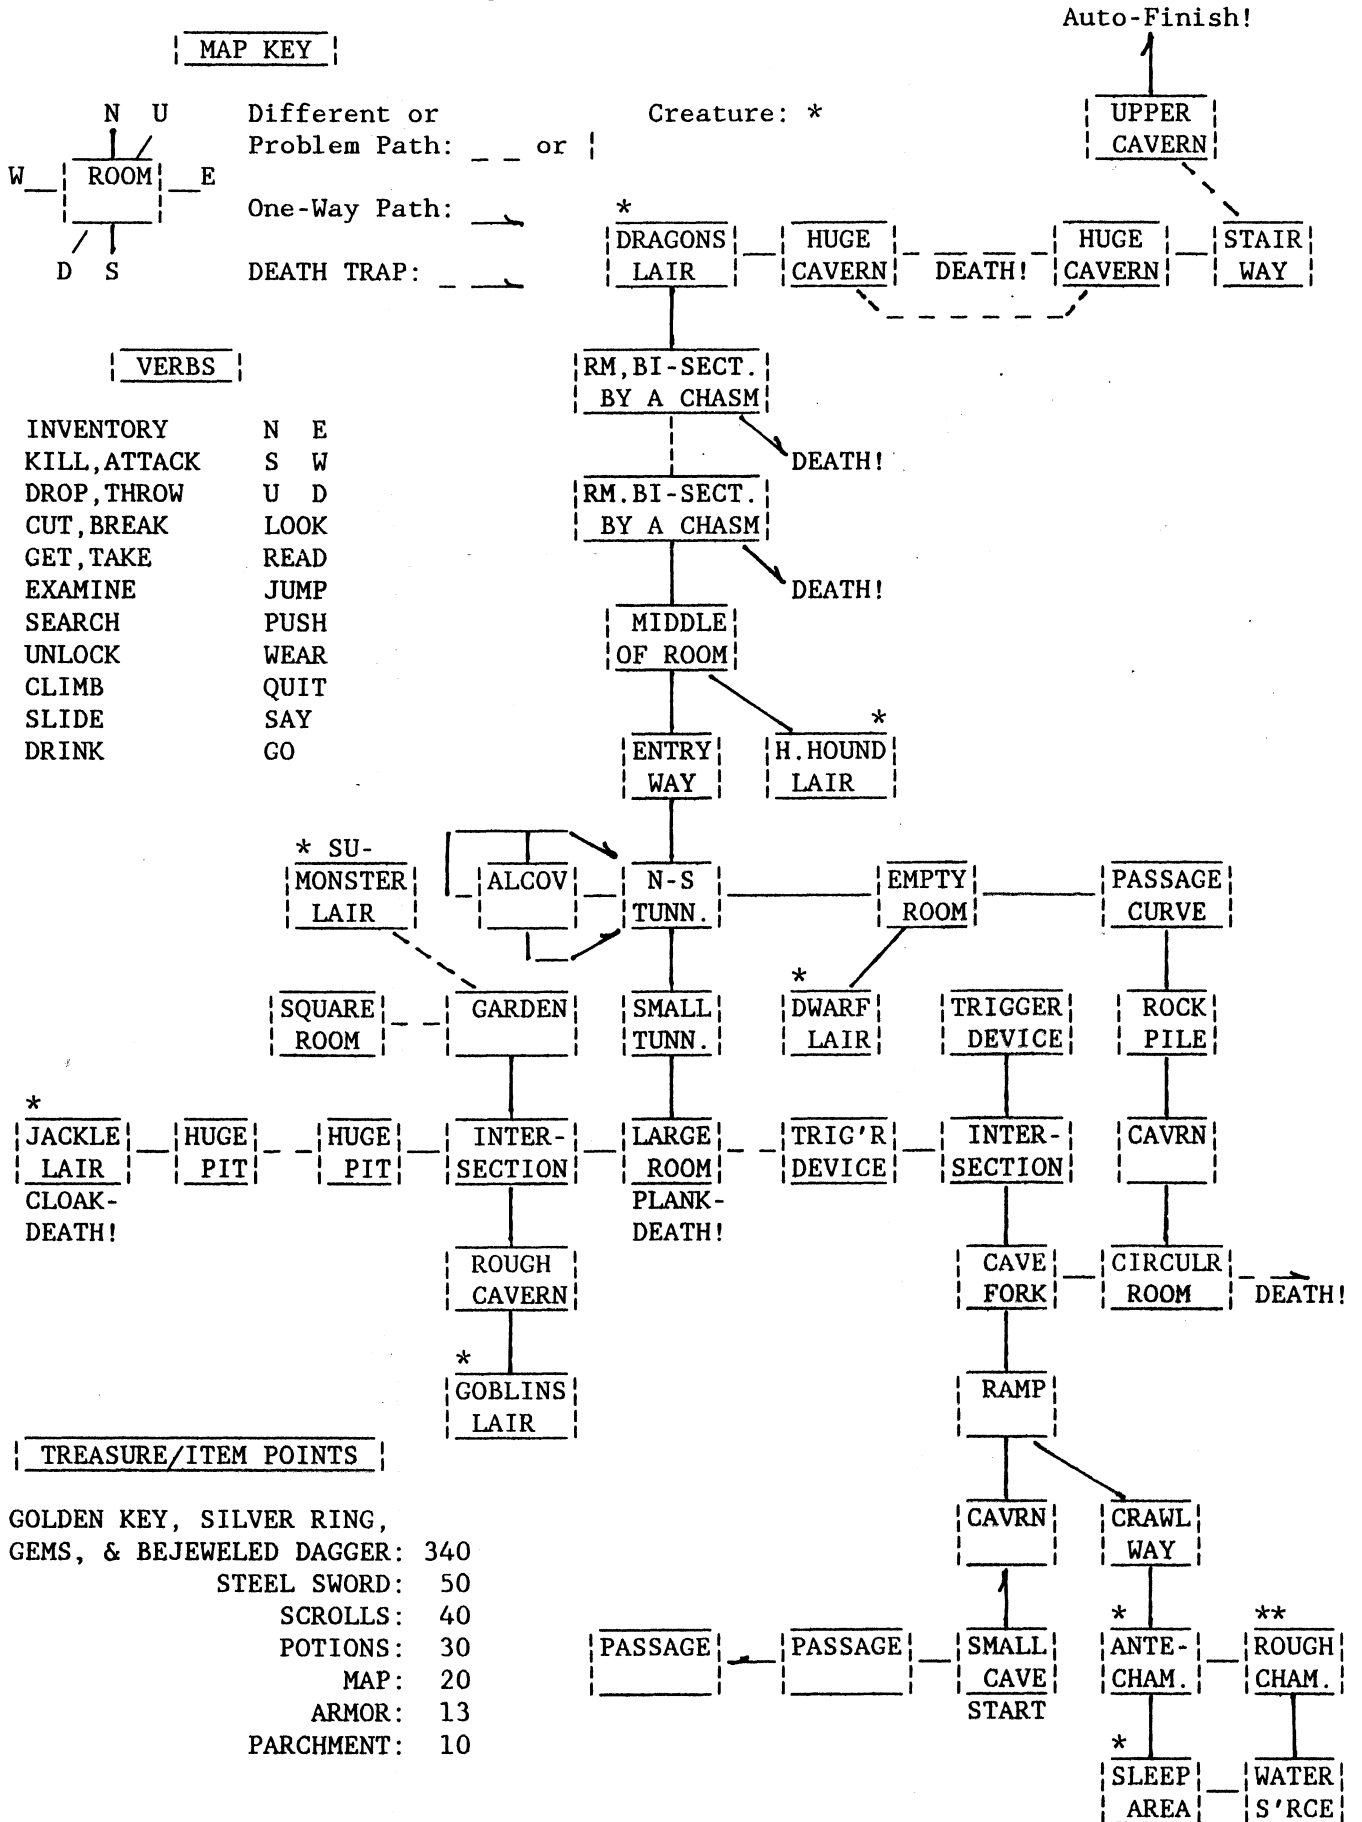 Auto-Finish!
MAP KEY
N U
W ROOM E
D S
Different or
Problem Path: _ _ or ¦
One-Way Path:
DEATH TRAP:
Creature: *
UPPER
CAVERN
*
DRAGONS
LAIR
HUGE
CAVERN
DEATH!
HUGE
CAVERN
STAIR
WAY
VERBS
INVENTORY N E
KILL,ATTACK S W
DROP,THROW U D
CUT,BREAK LOOK
GET,TAKE READ
EXAMINE JUMP
SEARCH PUSH
UNLOCK WEAR
CLIMB QUIT
SLIDE SAY
DRINK GO
RM,BI-SECT.
BY A CHASM
DEATH!
RM.BI-SECT.
BY A CHASM
DEATH!
MIDDLE
OF ROOM
ENTRY
WAY
*
H.HOUND
LAIR
* SU-
MONSTER
LAIR
ALCOV
N-S
TUNN.
EMPTY
ROOM
PASSAGE
CURVE
SQUARE
ROOM
GARDEN
SMALL
TUNN.
*
DWARF
LAIR
TRIGGER
DEVICE
ROCK
PILE
*
JACKLE
LAIR
CLOAK-
DEATH!
HUGE
PIT
HUGE
PIT
INTER-
SECTION
LARGE
ROOM
PLANK-
DEATH!
TRIG'R
DEVICE
INTER-
SECTION
CAVRN
ROUGH
CAVERN
CAVE
FORK
CIRCULR
ROOM
DEATH!
*
GOBLINS
LAIR
RAMP
TREASURE/ITEM POINTS
GOLDEN KEY, SILVER RING,
GEMS, & BEJEWELED DAGGER: 340
STEEL SWORD: 50
SCROLLS: 40
POTIONS: 30
MAP: 20
ARMOR: 13
PARCHMENT: 10
CAVRN
CRAWL
WAY
PASSAGE
PASSAGE
SMALL
CAVE
START
*
ANTE-
CHAM.
**
ROUGH
CHAM.
*
SLEEP
AREA
WATER
S'RCE